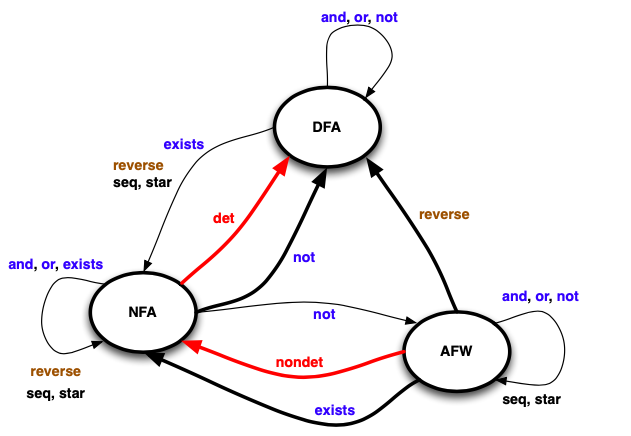 and, or, not
DFA
exists
reverse
seq, star
det
reverse
not
and, or, exists
NFA
not
and, or, not
AFW
nondet
reverse
seq, star
seq, star
exists